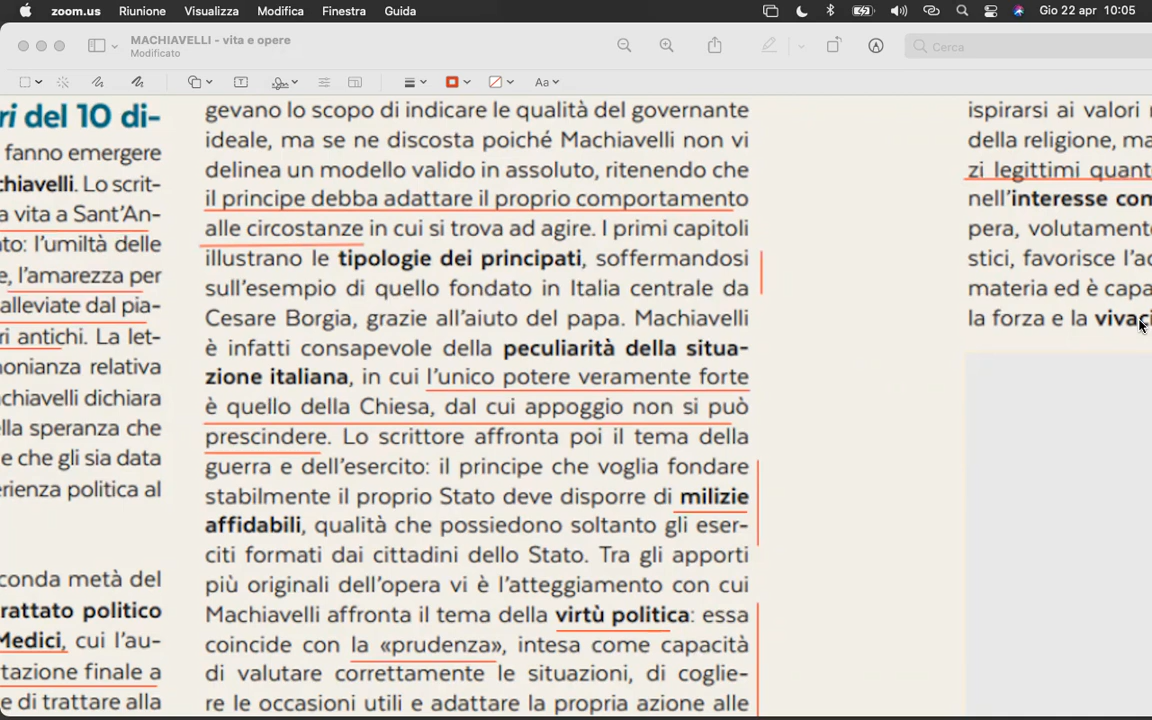 zoom.us Riunione Visualizza Modifica Finestra Guida
Gio 22 apr 10:05
MACHIAVELLI - vita e opere
Modificato
Cerca
Aa
ri del 10 di-
fanno emergere
chiavelli. Lo scrit-
a vita a Sant’An-
to: l’umiltà delle
e, l’amarezza per
alleviate dal pia-
ri antichi. La let-
nonianza relativa
chiavelli dichiara
lla speranza che
e che gli sia data
erienza politica al
conda metà del
rattato politico
Medici, cui l’au-
tazione finale a
e di trattare alla
gevano lo scopo di indicare le qualità del governante
ideale, ma se ne discosta poiché Machiavelli non vi
delinea un modello valido in assoluto, ritenendo che
il principe debba adattare il proprio comportamento
alle circostanze in cui si trova ad agire. I primi capitoli
illustrano le tipologie dei principati, soffermandosi
sull’esempio di quello fondato in Italia centrale da
Cesare Borgia, grazie all’aiuto del papa. Machiavelli
è infatti consapevole della peculiarità della situa-
zione italiana, in cui l’unico potere veramente forte
è quello della Chiesa, dal cui appoggio non si può
prescindere. Lo scrittore affronta poi il tema della
guerra e dell’esercito: il principe che voglia fondare
stabilmente il proprio Stato deve disporre di milizie
affidabili, qualità che possiedono soltanto gli eser-
citi formati dai cittadini dello Stato. Tra gli apporti
più originali dell’opera vi è l’atteggiamento con cui
Machiavelli affronta il tema della virtù politica: essa
coincide con la «prudenza», intesa come capacità
di valutare correttamente le situazioni, di coglie-
re le occasioni utili e adattare la propria azione alle
ispirarsi ai valori
della religione, ma
zi legittimi quant
nell’interesse com
pera, volutament
stici, favorisce l’a
materia ed è capa
la forza e la vivaci